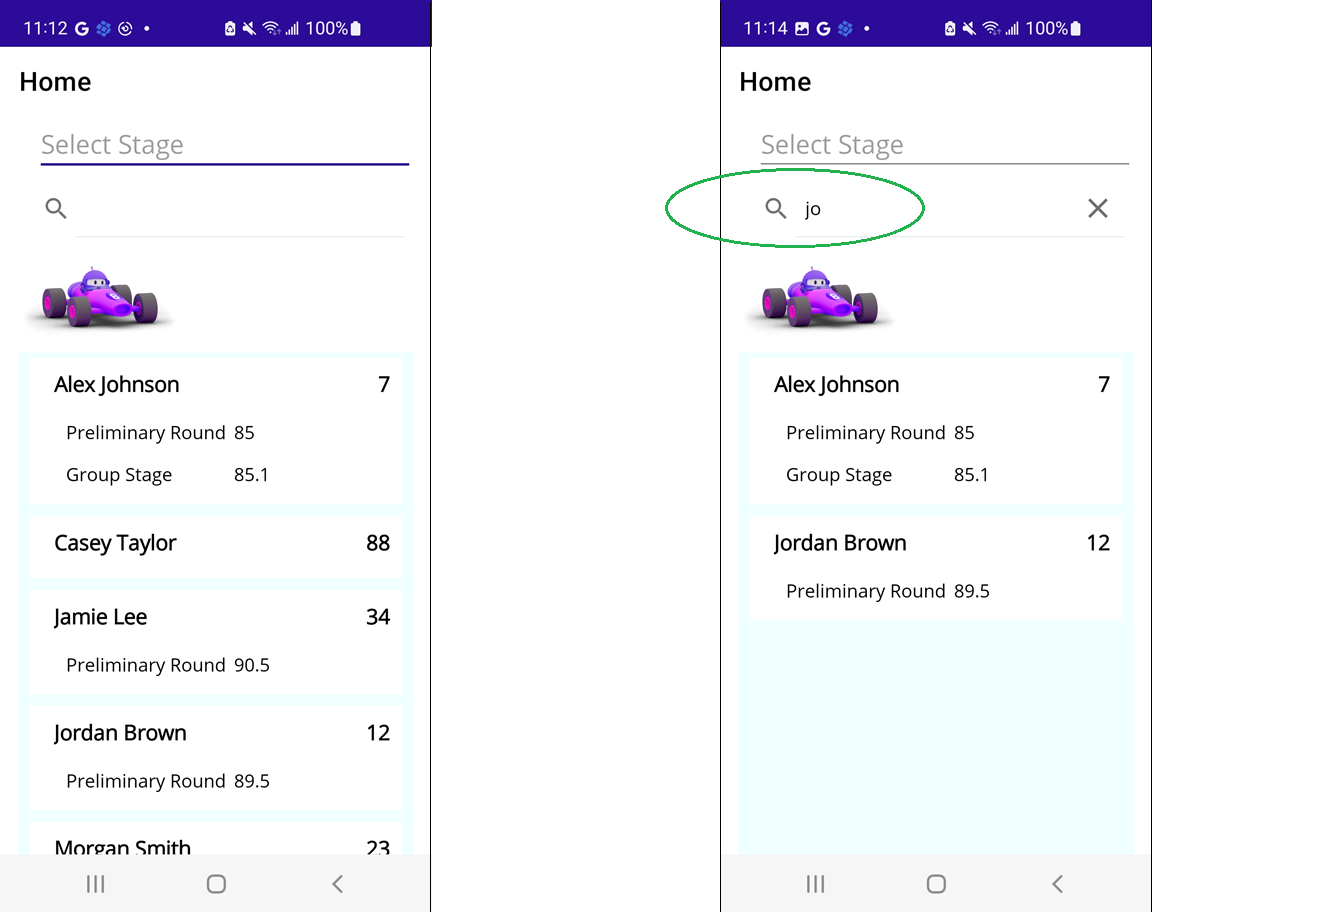 11:12 G 100%
Home
Select Stage
Alex Johnson 7
Preliminary Round 85
Group Stage 85.1
Casey Taylor 88
Jamie Lee 34
Preliminary Round 90.5
Jordan Brown 12
Preliminary Round 89.5
Morgan Smith 23
11:14 G 100%
Home
Select Stage
jo
Alex Johnson 7
Preliminary Round 85
Group Stage 85.1
Jordan Brown 12
Preliminary Round 89.5